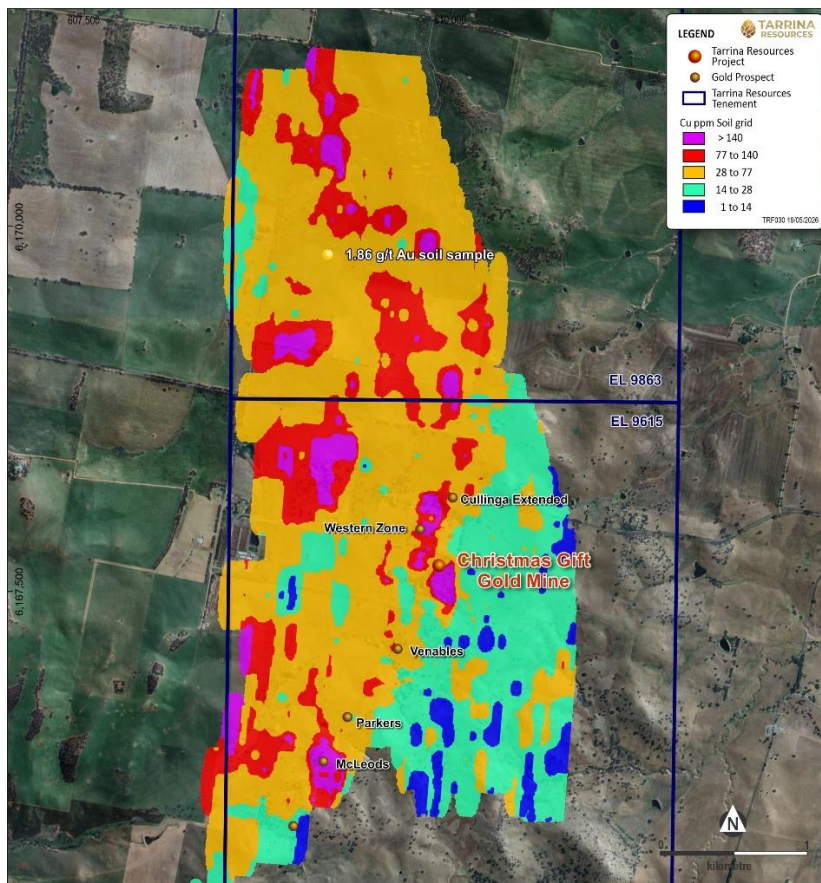 607,500
LEGEND
TARRINA
RESOURCES
Tarrina Resources
Project
Gold Prospect
Tarrina Resources
Tenement
Cu ppm Soil grid
> 140
77 to 140
28 to 77
14 to 28
1 to 14
TRF030 19/05/2026
6,170,000
1.86 g/t Au soil sample
EL 9863
EL 9615
Cullinga Extended
Western Zone
Christmas Gift
Gold Mine
6,167,500
Venables
Parkers
McLeods
N
0 1
kilometre